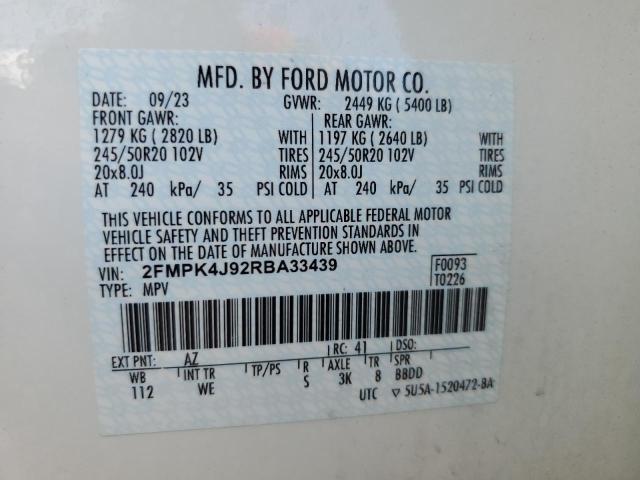 MFD. BY FORD MOTOR CO.
DATE: 09/23 GVWR: 2449 KG ( 5400 LB)
FRONT GAWR: REAR GAWR:
1279 KG ( 2820 LB) WITH 1197 KG ( 2640 LB) WITH
245/50R20 102V TIRES 245/50R20 102V TIRES
20x8.0J RIMS 20x8.0J RIMS
AT 240 kPa/ 35 PSI COLD AT 240 kPa/ 35 PSI COLD
THIS VEHICLE CONFORMS TO ALL APPLICABLE FEDERAL MOTOR
VEHICLE SAFETY AND THEFT PREVENTION STANDARDS IN
EFFECT ON THE DATE OF MANUFACTURE SHOWN ABOVE.
VIN: 2FMPK4J92RBA33439 F0093
TYPE: MPV T0226
EXT PNT: AZ RC: 41 DSO:
WB INT TR TP/PS R AXLE TR SPR
112 WE S 3K 8 BBDD
UTC ▽ 5U5A-1520472-BA